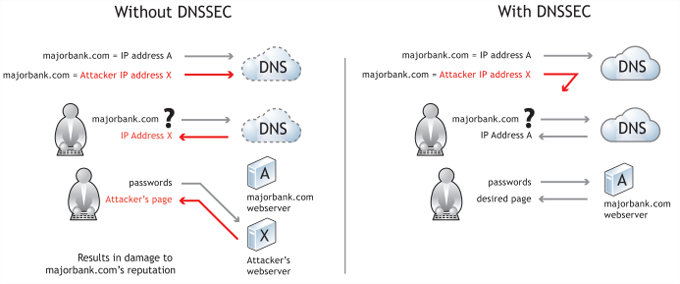 Without DNSSEC
majorbank.com = IP address A
majorbank.com = Attacker IP address X
DNS
majorbank.com ?
IP Address X
DNS
passwords
Attacker's page
A
majorbank.com
webserver
X
Attacker's
webserver
Results in damage to
majorbank.com's reputation
With DNSSEC
majorbank.com = IP address A
majorbank.com = Attacker IP address X
DNS
majorbank.com ?
IP Address A
DNS
passwords
desired page
A
majorbank.com
webserver